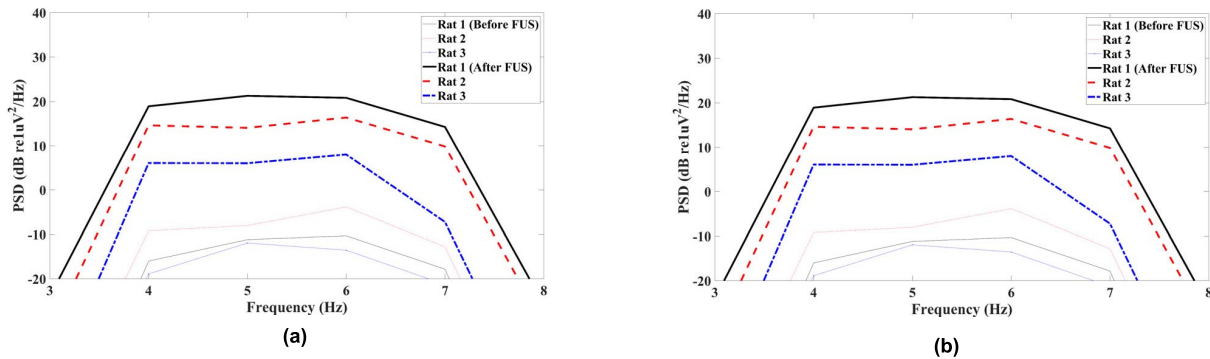 40
30
20
10
0
-10
-20
3
4
5
6
7
8
PSD (dB re1uV²/Hz)
Frequency (Hz)
Rat 1 (Before FUS)
Rat 2
Rat 3
Rat 1 (After FUS)
Rat 2
Rat 3
(a)
40
30
20
10
0
-10
-20
3
4
5
6
7
8
PSD (dB re1uV²/Hz)
Frequency (Hz)
Rat 1 (Before FUS)
Rat 2
Rat 3
Rat 1 (After FUS)
Rat 2
Rat 3
(b)